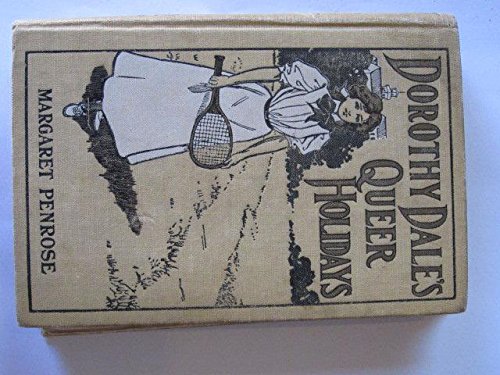 DOROTHY DALE'S
QUEER
HOLIDAYS
MARGARET PENROSE